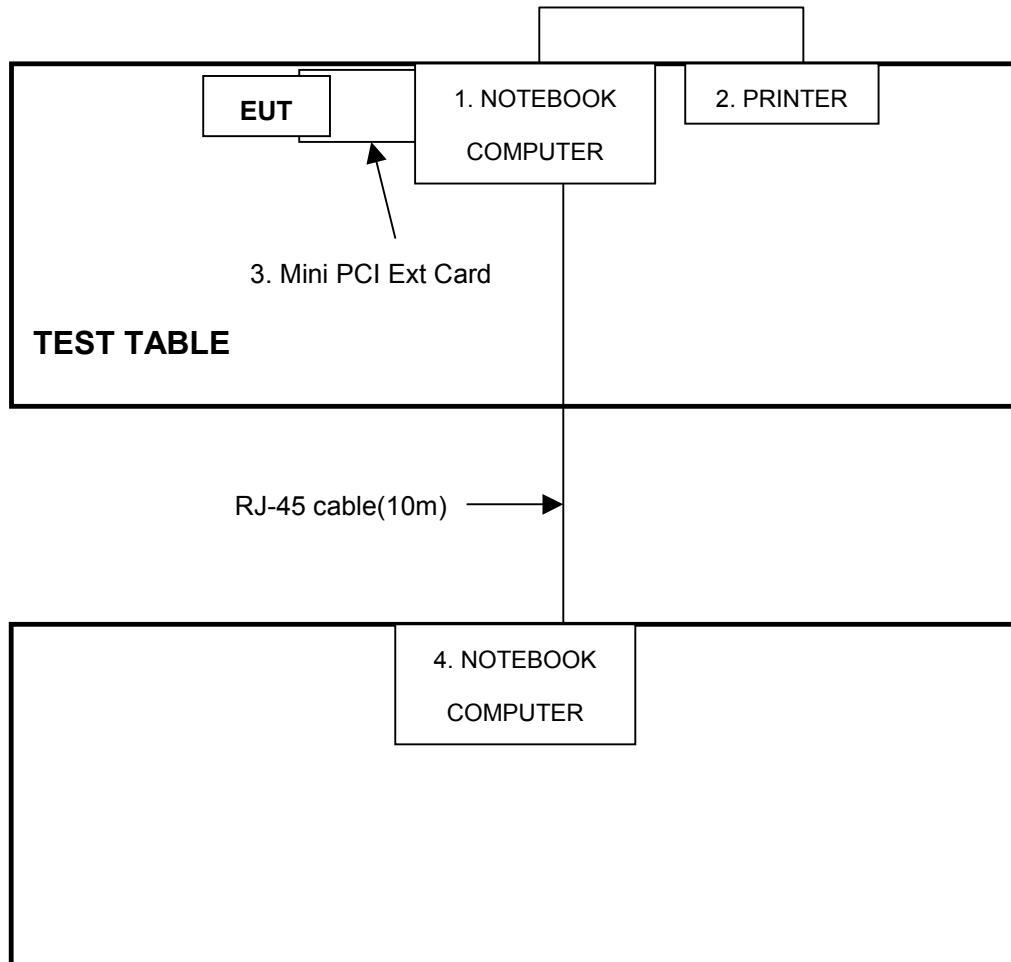 EUT
1. NOTEBOOK
COMPUTER
2. PRINTER
3. Mini PCI Ext Card
TEST TABLE
RJ-45 cable(10m)
4. NOTEBOOK
COMPUTER